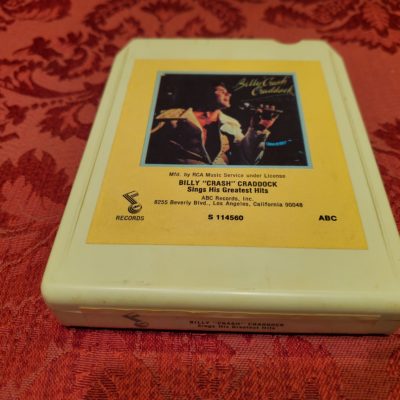 Billy Crash
Craddock
Mfd. by RCA Music Service under License
BILLY "CRASH" CRADDOCK
Sings His Greatest Hits
ABC Records, Inc.
8255 Beverly Blvd., Los Angeles, California 90048
RECORDS
S 114560
ABC
BILLY "CRASH" CRADDOCK
Sings His Greatest Hits